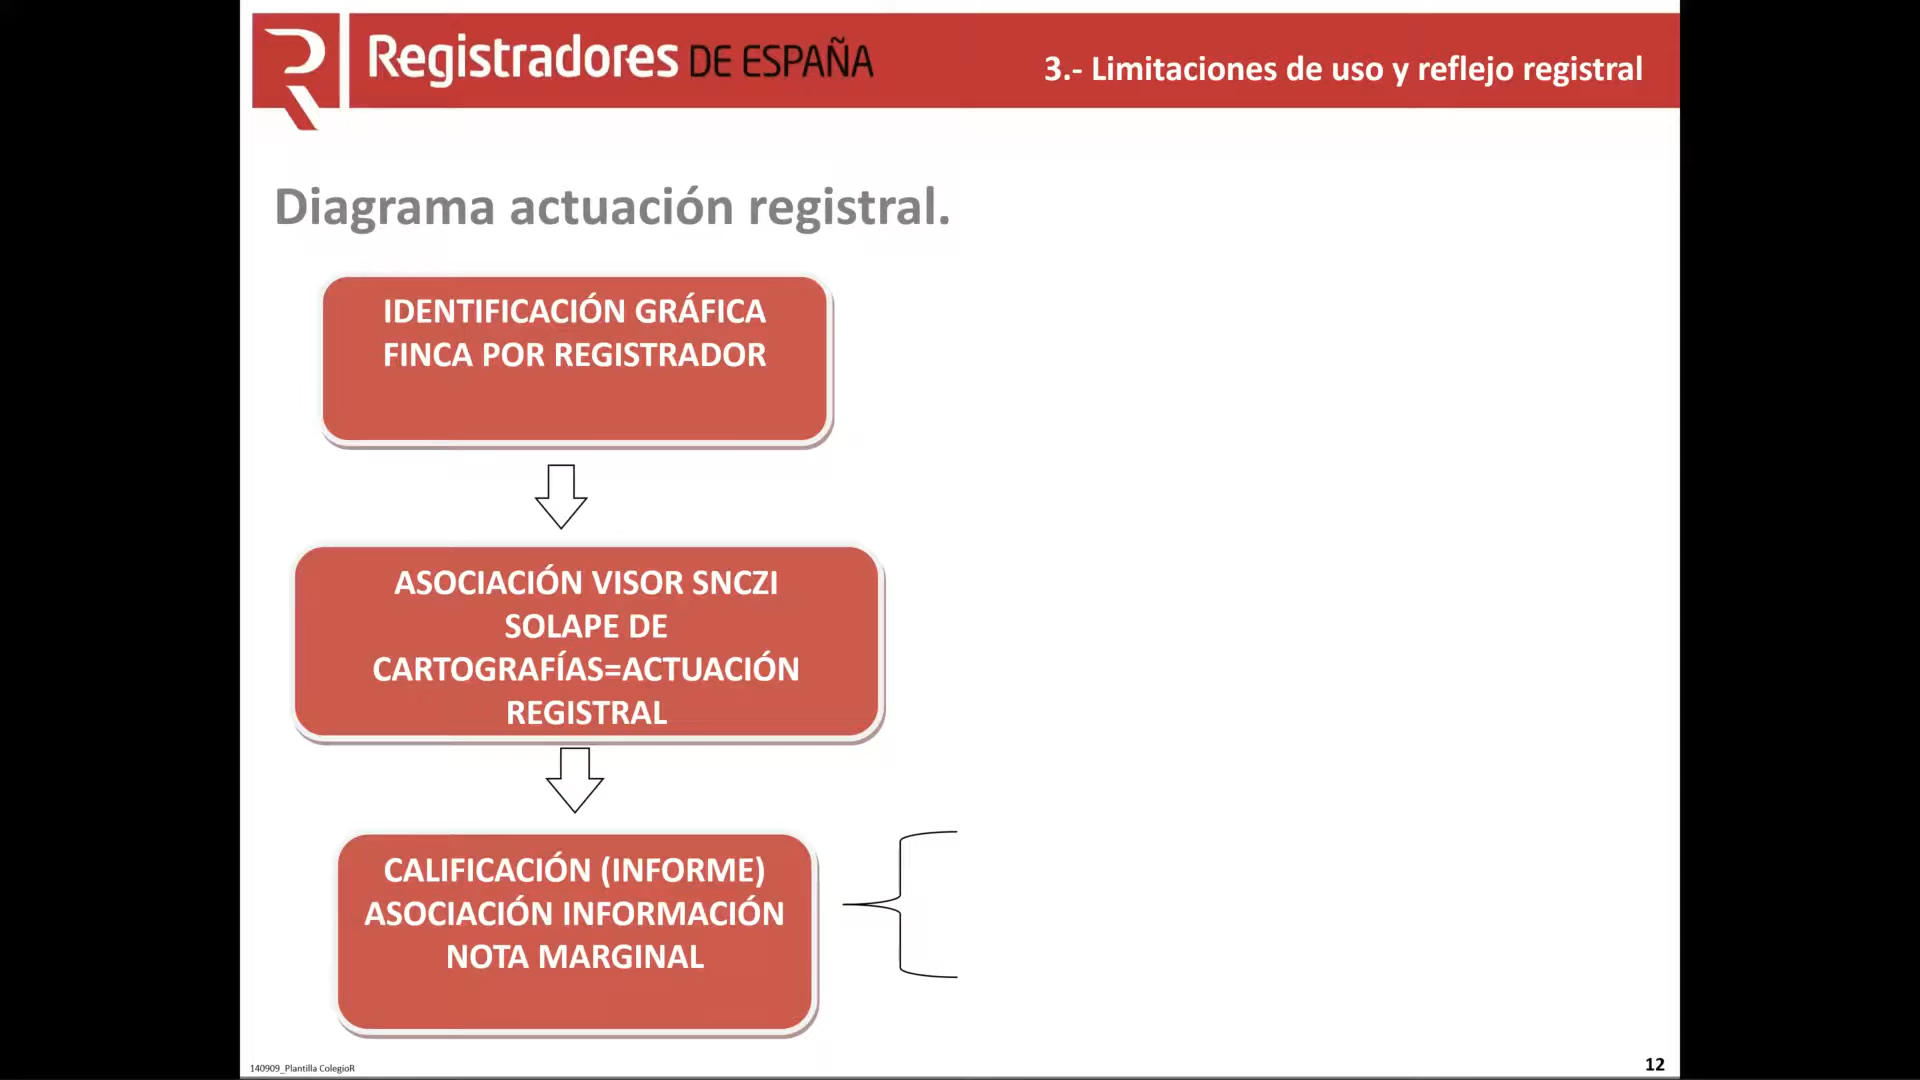 Registradores DE ESPAÑA
3.- Limitaciones de uso y reflejo registral
Diagrama actuación registral.
IDENTIFICACIÓN GRÁFICA
FINCA POR REGISTRADOR
ASOCIACIÓN VISOR SNCZI
SOLAPE DE
CARTOGRAFÍAS=ACTUACIÓN
REGISTRAL
CALIFICACIÓN (INFORME)
ASOCIACIÓN INFORMACIÓN
NOTA MARGINAL
140909_Plantilla ColegioR
12